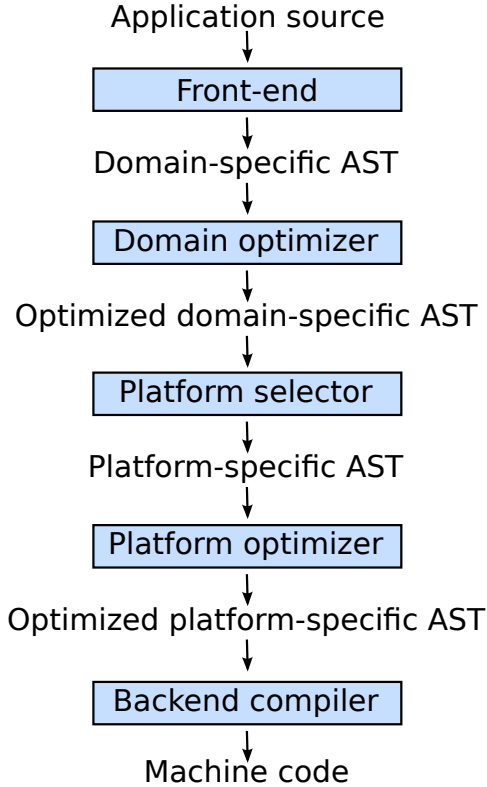 Application source
Front-end
Domain-specific AST
Domain optimizer
Optimized domain-specific AST
Platform selector
Platform-specific AST
Platform optimizer
Optimized platform-specific AST
Backend compiler
Machine code